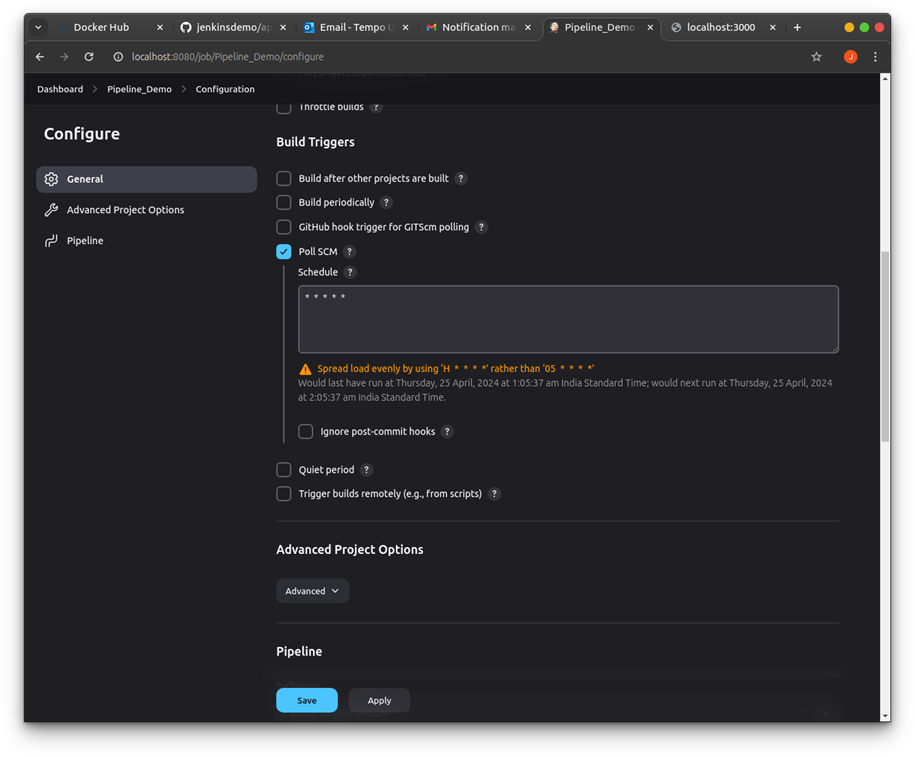 Docker Hub
jenkinsdemo/ap
Email - Tempo U
Notification ma
Pipeline_Demo
localhost:3000
localhost:8080/job/Pipeline_Demo/configure
J
This project is parameterized
Dashboard > Pipeline_Demo > Configuration
Throttle builds ?
Configure
Build Triggers
General
Build after other projects are built ?
Build periodically ?
Advanced Project Options
GitHub hook trigger for GITScm polling ?
Pipeline
Poll SCM ?
Schedule ?
* * * * *
Spread load evenly by using 'H * * * *' rather than '05 * * * *'
Would last have run at Thursday, 25 April, 2024 at 1:05:37 am India Standard Time; would next run at Thursday, 25 April, 2024
at 2:05:37 am India Standard Time.
Ignore post-commit hooks ?
Quiet period ?
Trigger builds remotely (e.g., from scripts) ?
Advanced Project Options
Advanced
Pipeline
Definition
Save
Apply